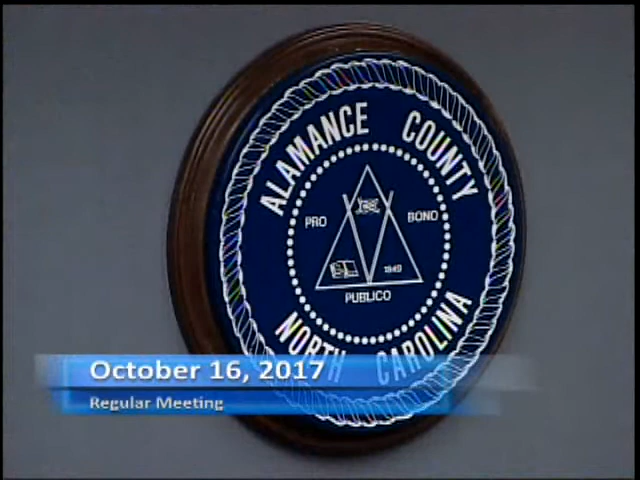 ALAMANCE COUNTY
PRO BONO
1849
PUBLICO
NORTH CAROLINA
October 16, 2017
Regular Meeting